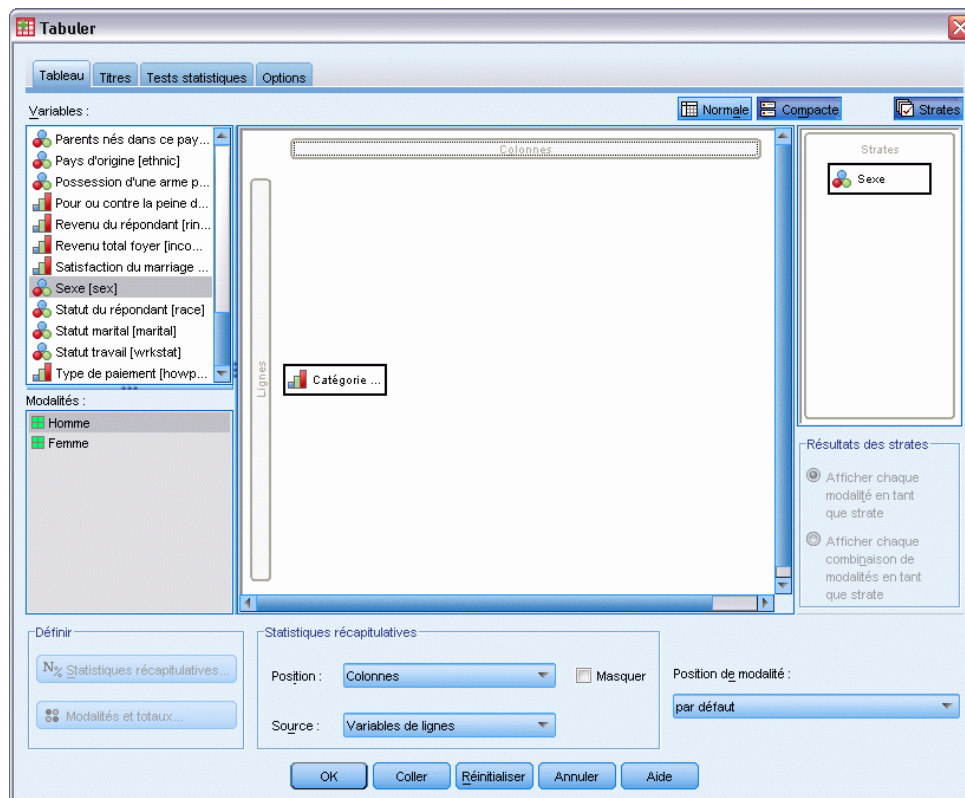 Tabuler
Tableau Titres Tests statistiques Options
Variables :
Normale Compacte Strates
Parents nés dans ce pay...
Pays d'origine [ethnic]
Possession d'une arme p...
Pour ou contre la peine d...
Revenu du répondant [rin...
Revenu total foyer [inco...
Satisfaction du marriage ...
Sexe [sex]
Statut du répondant [race]
Statut marital [marital]
Statut travail [wrkstat]
Type de paiement [howp...
Modalités :
Homme
Femme
Colonnes
Lignes
Catégorie ...
Strates
Sexe
Résultats des strates
Afficher chaque
modalité en tant
que strate
Afficher chaque
combinaison de
modalités en tant
que strate
Définir
N% Statistiques récapitulatives...
Modalités et totaux...
Statistiques récapitulatives
Position : Colonnes Masquer
Source : Variables de lignes
Position de modalité :
par défaut
OK Coller Réinitialiser Annuler Aide